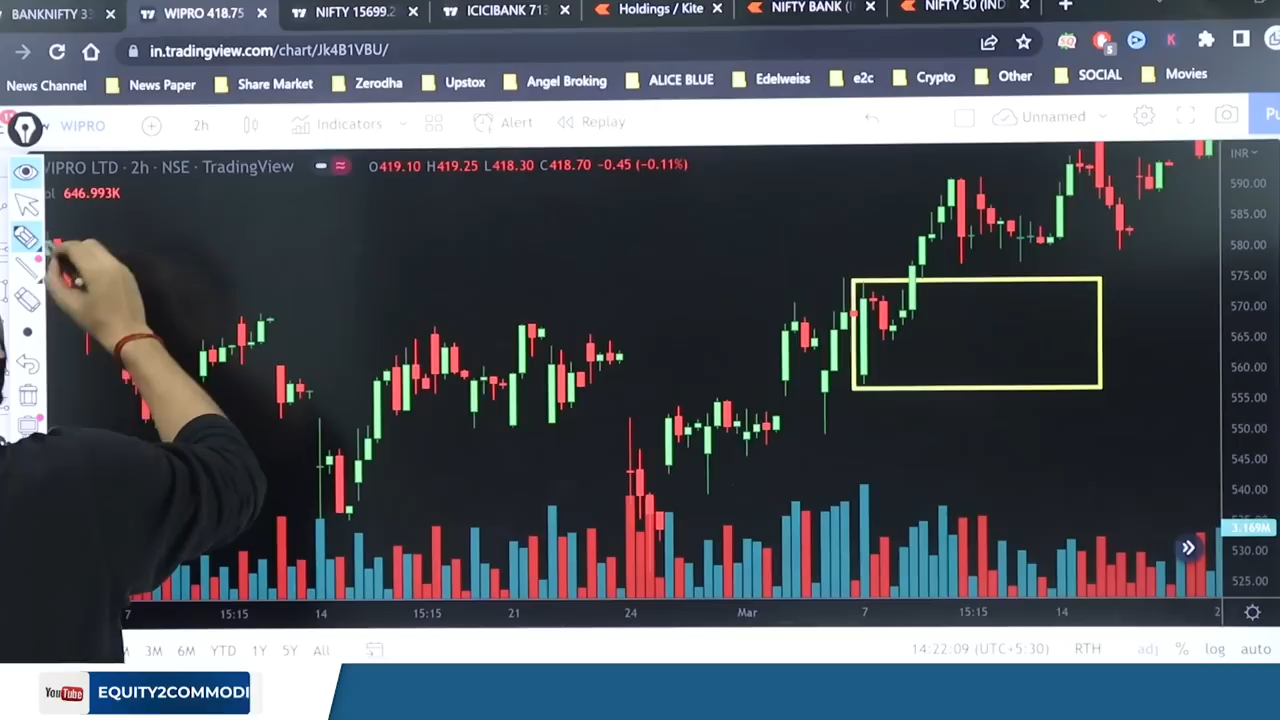 BANKNIFTY 33
WIPRO 418.75
NIFTY 15699.2
ICICIBANK 713
Holdings / Kite
NIFTY BANK (I
NIFTY 50 (IND
in.tradingview.com/chart/Jk4B1VBU/
News Channel
News Paper
Share Market
Zerodha
Upstox
Angel Broking
ALICE BLUE
Edelweiss
e2c
Crypto
Other
SOCIAL
Movies
WIPRO
2h
Indicators
Alert
Replay
Unnamed
Pu
WIPRO LTD · 2h · NSE · TradingView
O419.10 H419.25 L418.30 C418.70 -0.45 (-0.11%)
INR
ol 646.993K
590.00
585.00
580.00
575.00
570.00
565.00
560.00
555.00
550.00
545.00
540.00
3.169M
530.00
525.00
7
15:15
14
15:15
21
24
Mar
7
15:15
14
2
3M
6M
YTD
1Y
5Y
All
14:22:09 (UTC+5:30)
RTH
adj
%
log
auto
YouTube
EQUITY2COMMODI